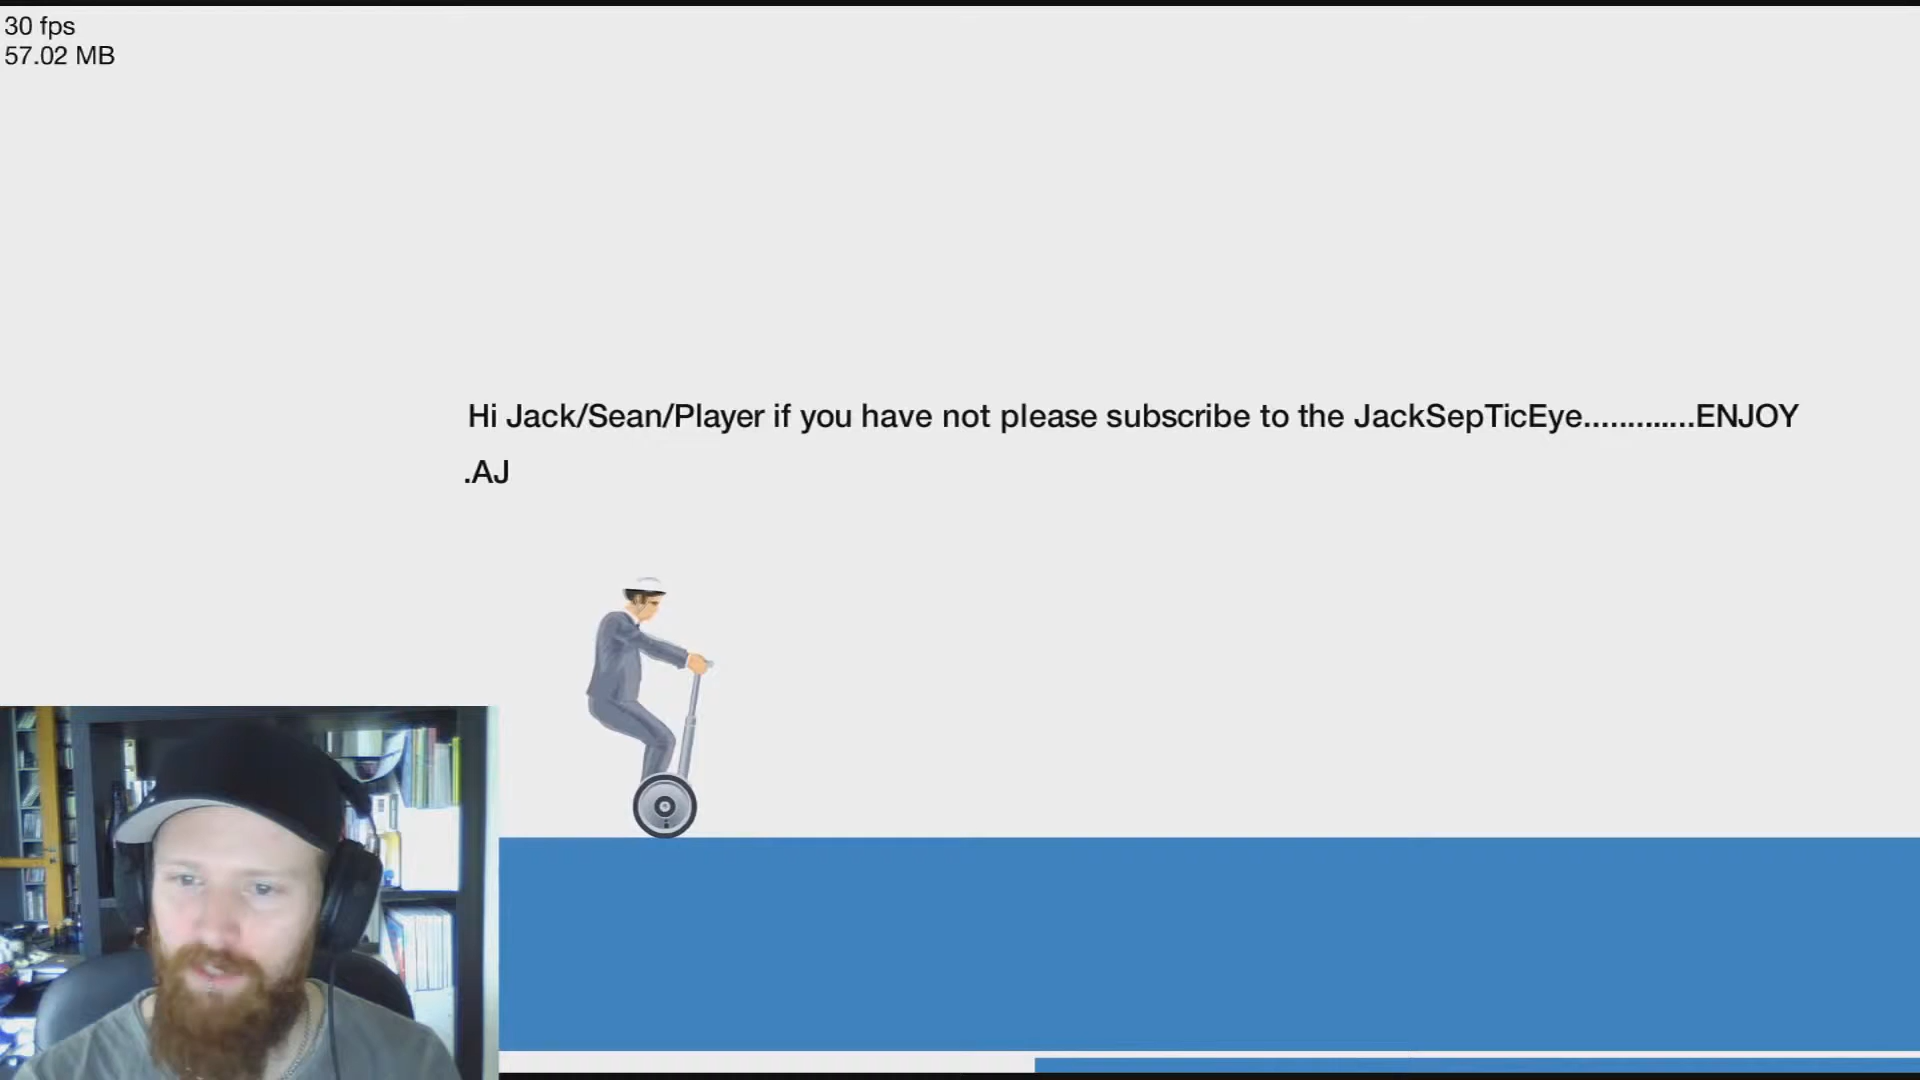 30 fps
57.02 MB
Hi Jack/Sean/Player if you have not please subscribe to the JackSepTicEye.............ENJOY
.AJ